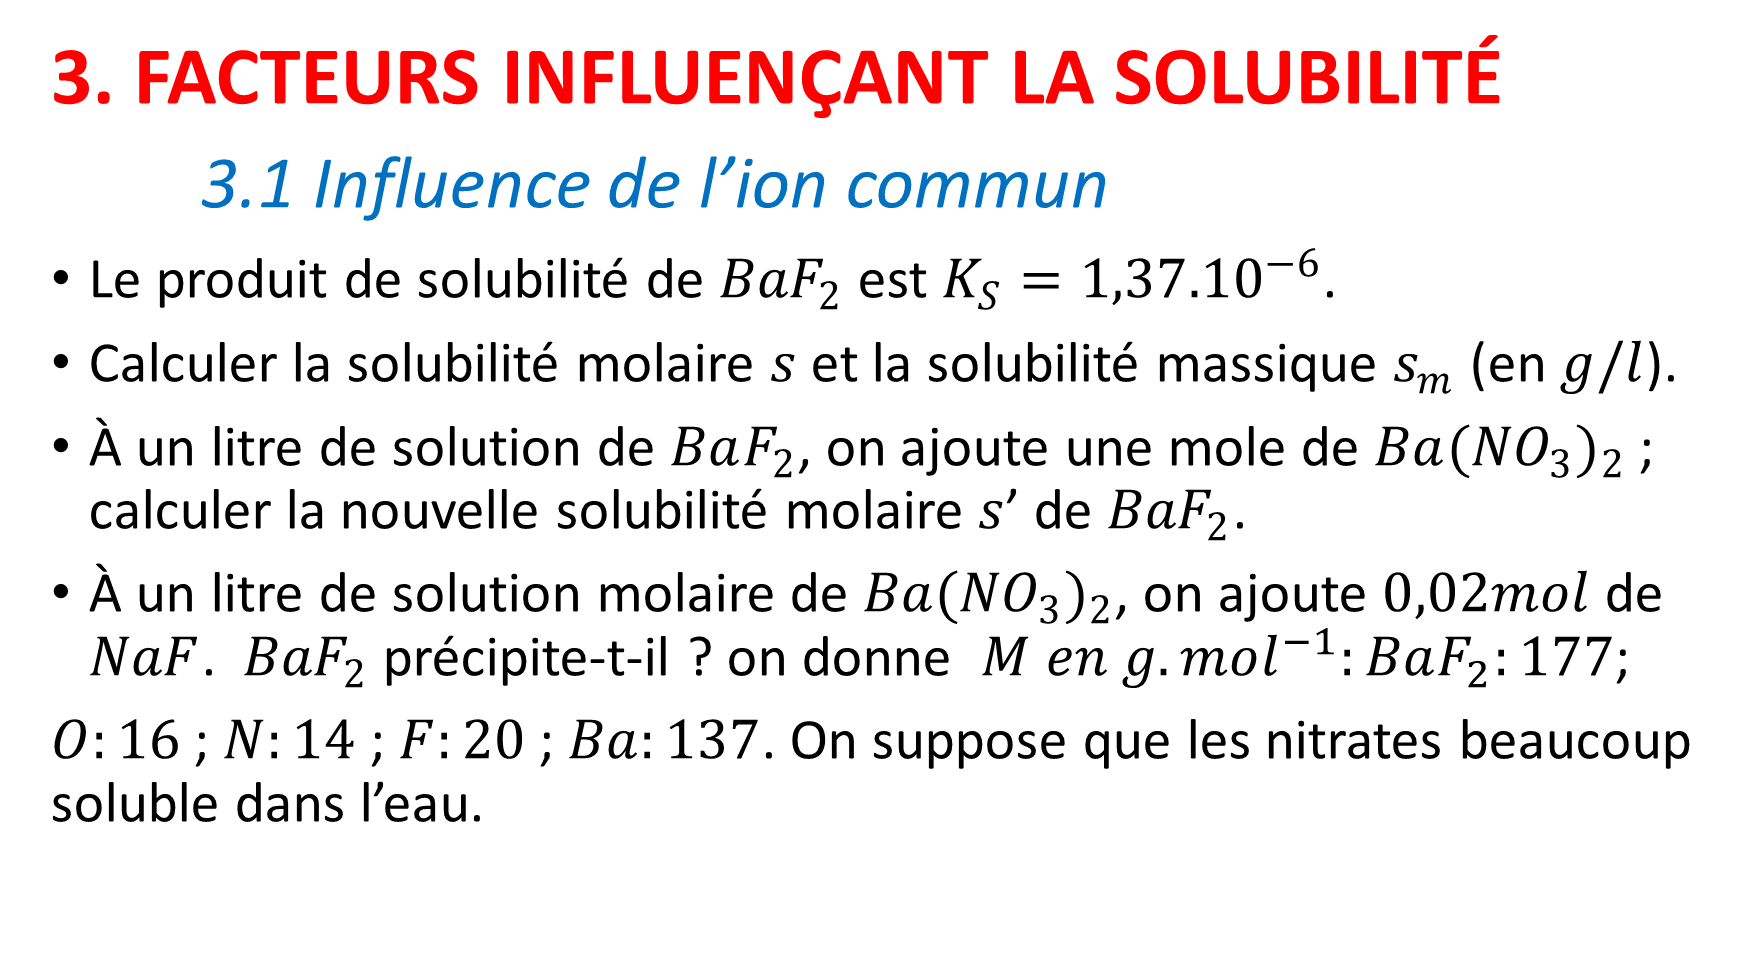 3. FACTEURS INFLUENÇANT LA SOLUBILITÉ
3.1 Influence de l’ion commun
• Le produit de solubilité de BaF₂ est K_S = 1,37.10⁻⁶.
• Calculer la solubilité molaire s et la solubilité massique s_m (en g/l).
• À un litre de solution de BaF₂, on ajoute une mole de Ba(NO₃)₂ ;
calculer la nouvelle solubilité molaire s’ de BaF₂.
• À un litre de solution molaire de Ba(NO₃)₂, on ajoute 0,02mol de
NaF. BaF₂ précipite-t-il ? on donne M en g.mol⁻¹: BaF₂: 177;
O: 16 ; N: 14 ; F: 20 ; Ba: 137. On suppose que les nitrates beaucoup
soluble dans l’eau.